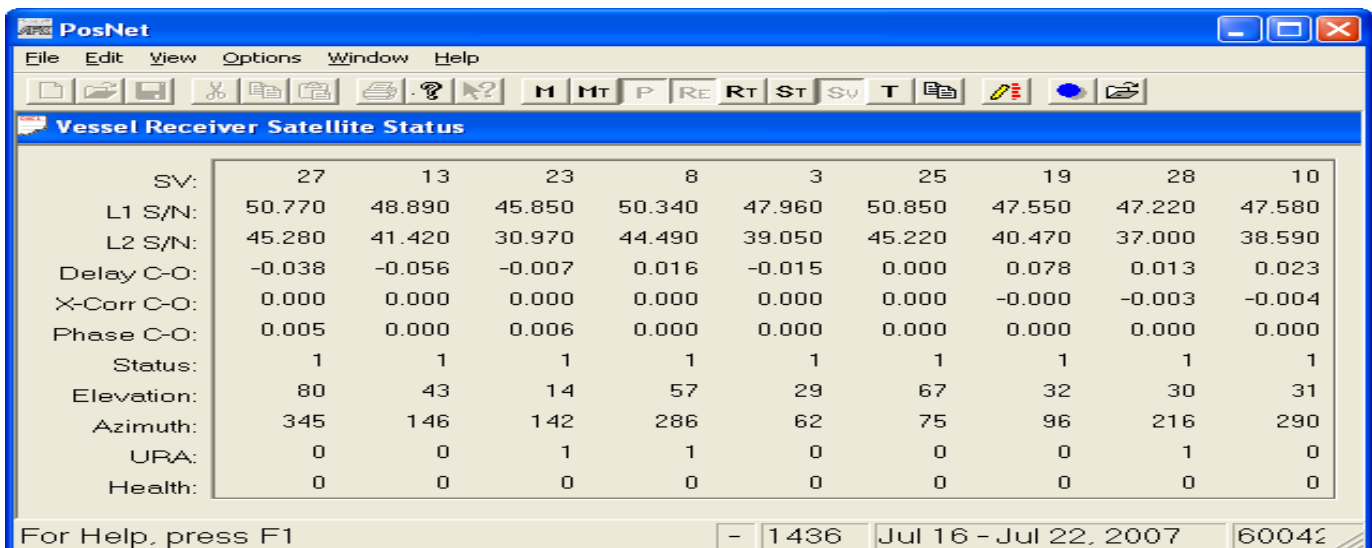 PosNet
File Edit View Options Window Help
M MT P RE RT ST SV T
Vessel Receiver Satellite Status
SV: 27 13 23 8 3 25 19 28 10
L1 S/N: 50.770 48.890 45.850 50.340 47.960 50.850 47.550 47.220 47.580
L2 S/N: 45.280 41.420 30.970 44.490 39.050 45.220 40.470 37.000 38.590
Delay C-O: -0.038 -0.056 -0.007 0.016 -0.015 0.000 0.078 0.013 0.023
X-Corr C-O: 0.000 0.000 0.000 0.000 0.000 0.000 -0.000 -0.003 -0.004
Phase C-O: 0.005 0.000 0.006 0.000 0.000 0.000 0.000 0.000 0.000
Status: 1 1 1 1 1 1 1 1 1
Elevation: 80 43 14 57 29 67 32 30 31
Azimuth: 345 146 142 286 62 75 96 216 290
URA: 0 0 1 1 0 0 0 1 0
Health: 0 0 0 0 0 0 0 0 0
For Help, press F1 - 1436 Jul 16 - Jul 22, 2007 60042